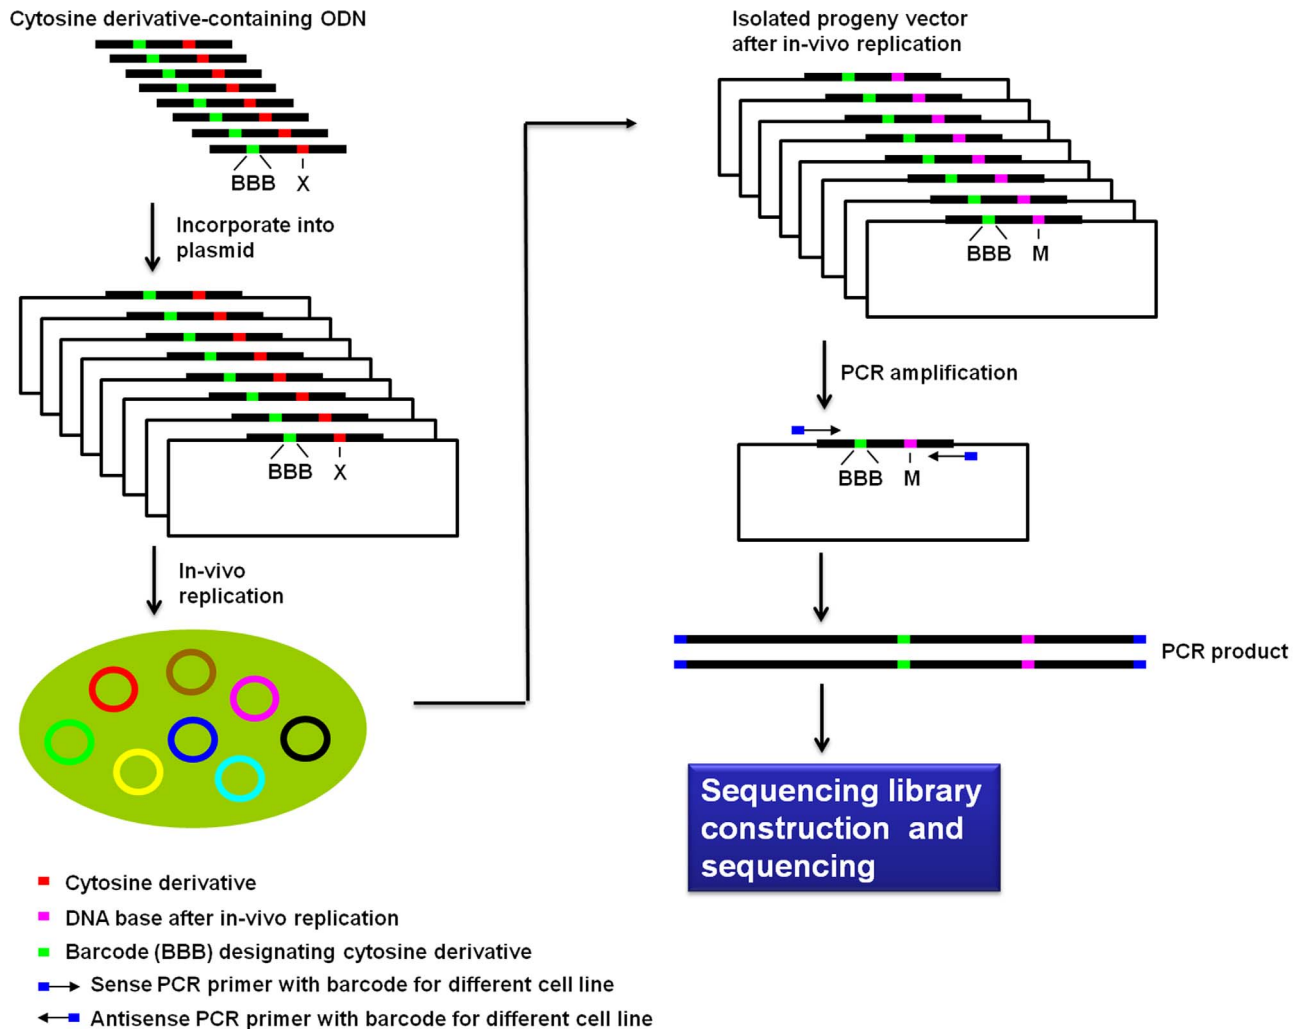 Cytosine derivative-containing ODN
BBB X
Incorporate into
plasmid
BBB X
In-vivo
replication
Isolated progeny vector
after in-vivo replication
BBB M
PCR amplification
BBB M
PCR product
Sequencing library
construction and
sequencing
Cytosine derivative
DNA base after in-vivo replication
Barcode (BBB) designating cytosine derivative
Sense PCR primer with barcode for different cell line
Antisense PCR primer with barcode for different cell line